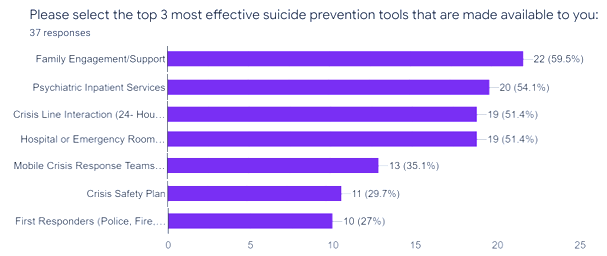 Please select the top 3 most effective suicide prevention tools that are made available to you:
37 responses
Family Engagement/Support 22 (59.5%)
Psychiatric Inpatient Services 20 (54.1%)
Crisis Line Interaction (24- Hou... 19 (51.4%)
Hospital or Emergency Room... 19 (51.4%)
Mobile Crisis Response Teams... 13 (35.1%)
Crisis Safety Plan 11 (29.7%)
First Responders (Police, Fire,... 10 (27%)
0 5 10 15 20 25